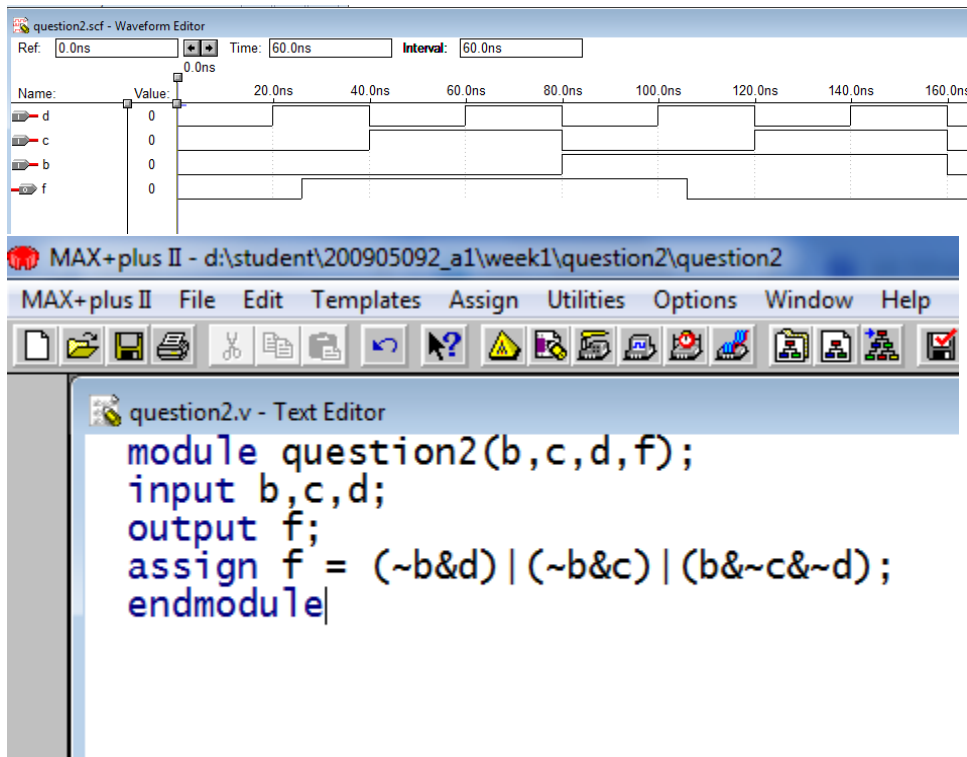 question2.scf - Waveform Editor
Ref: 0.0ns Time: 60.0ns Interval: 60.0ns
0.0ns
Name: Value: 20.0ns 40.0ns 60.0ns 80.0ns 100.0ns 120.0ns 140.0ns 160.0ns
d 0
c 0
b 0
f 0
MAX+plus II - d:\student\200905092_a1\week1\question2\question2
MAX+plus II File Edit Templates Assign Utilities Options Window Help
question2.v - Text Editor
module question2(b,c,d,f);
input b,c,d;
output f;
assign f = (~b&d)|(~b&c)|(b&~c&~d);
endmodule